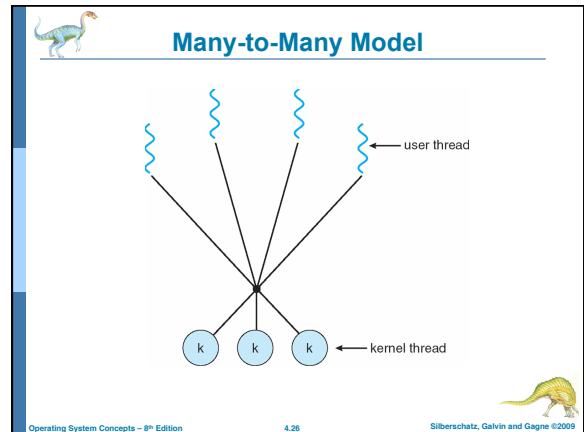 Many-to-Many Model
user thread
k k k
kernel thread
Operating System Concepts – 8th Edition 4.26 Silberschatz, Galvin and Gagne ©2009